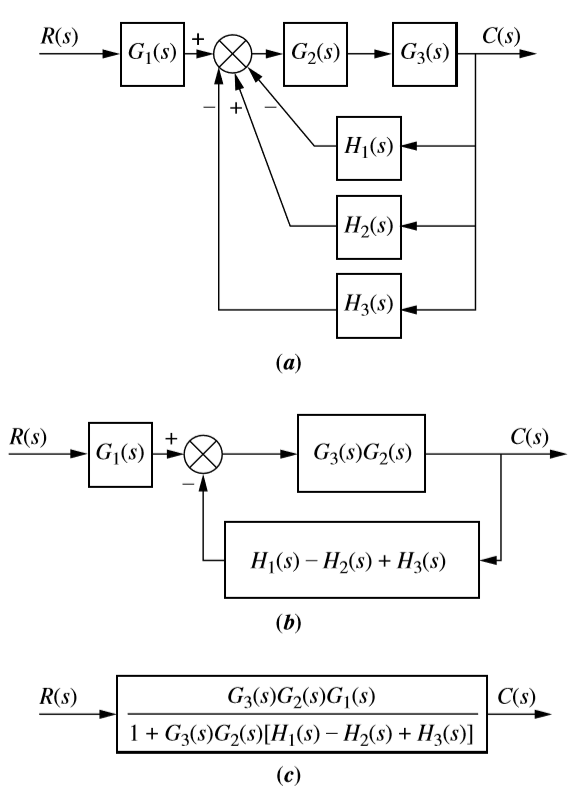 R(s) G₁(s) + G₂(s) G₃(s) C(s)
− + −
H₁(s)
H₂(s)
H₃(s)
(a)
R(s) G₁(s) + G₃(s)G₂(s) C(s)
−
H₁(s) − H₂(s) + H₃(s)
(b)
R(s) G₃(s)G₂(s)G₁(s) C(s)
1 + G₃(s)G₂(s)[H₁(s) − H₂(s) + H₃(s)]
(c)